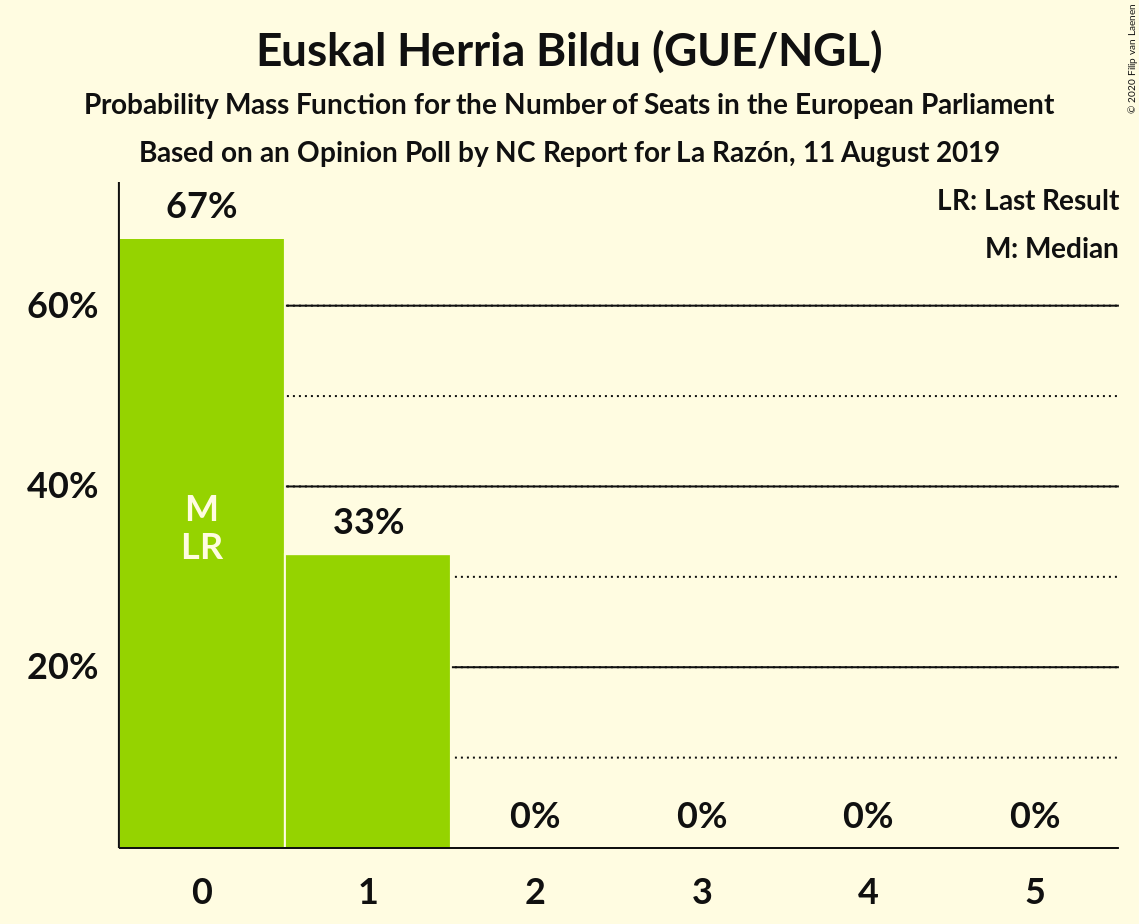 Euskal Herria Bildu (GUE/NGL)
Probability Mass Function for the Number of Seats in the European Parliament
Based on an Opinion Poll by NC Report for La Razón, 11 August 2019
© 2020 Filip van Laenen
LR: Last Result
M: Median
67%
60%
40%
20%
M
LR
33%
0% 0% 0% 0%
0 1 2 3 4 5